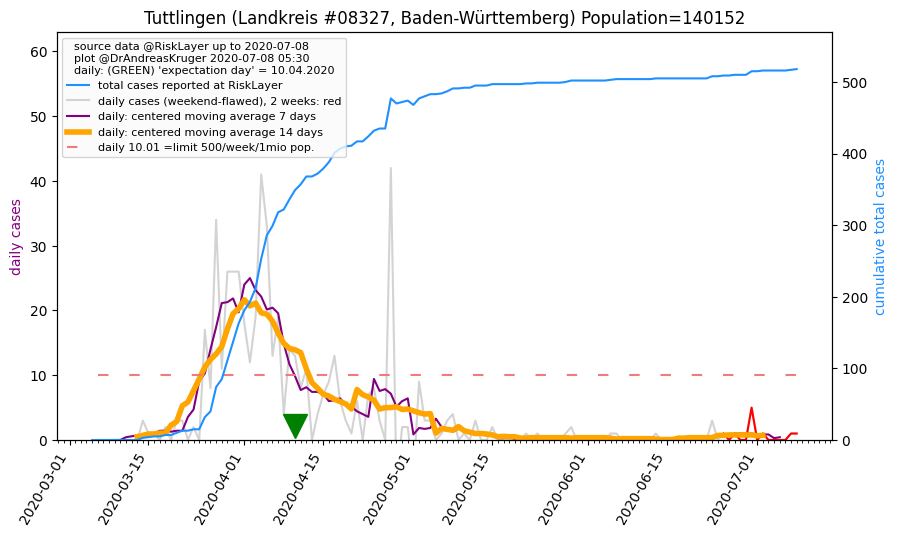 Tuttlingen (Landkreis #08327, Baden-Württemberg) Population=140152
source data @RiskLayer up to 2020-07-08
plot @DrAndreasKruger 2020-07-08 05:30
daily: (GREEN) 'expectation day' = 10.04.2020
total cases reported at RiskLayer
daily cases (weekend-flawed), 2 weeks: red
daily: centered moving average 7 days
daily: centered moving average 14 days
daily 10.01 =limit 500/week/1mio pop.
daily cases
60
50
40
30
20
10
0
cumulative total cases
500
400
300
200
100
0
2020-03-01
2020-03-15
2020-04-01
2020-04-15
2020-05-01
2020-05-15
2020-06-01
2020-06-15
2020-07-01